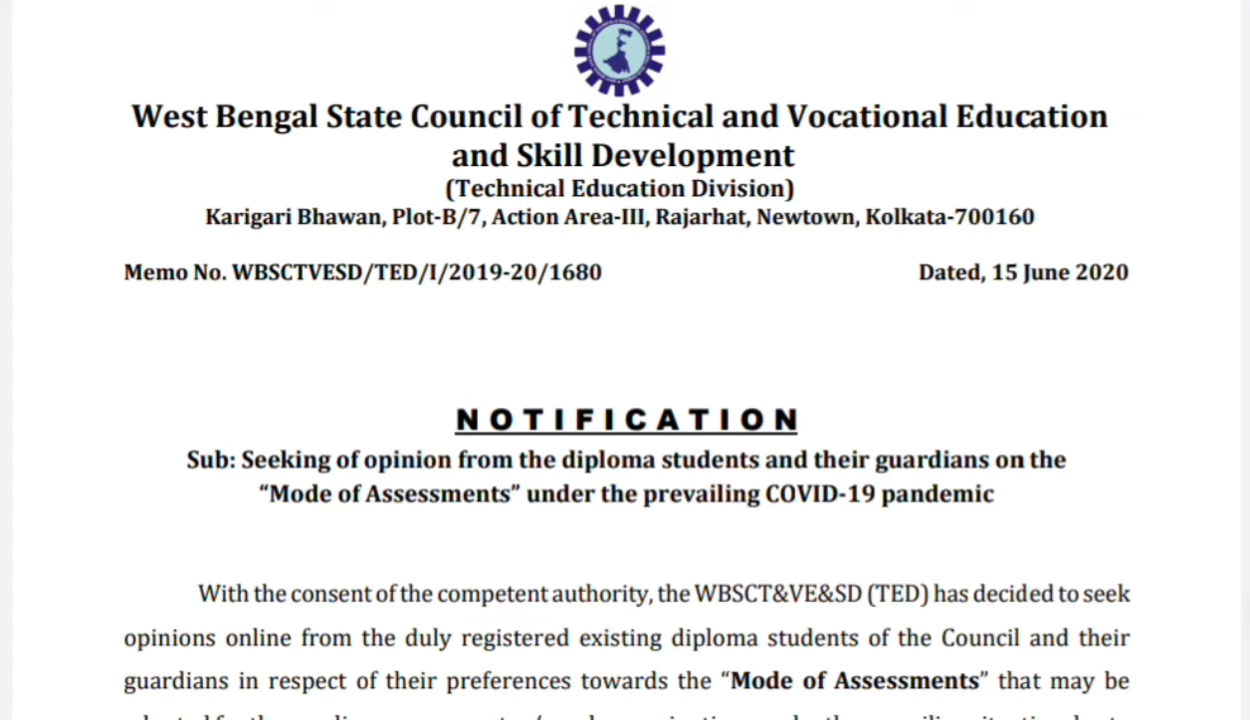 West Bengal State Council of Technical and Vocational Education
and Skill Development
(Technical Education Division)
Karigari Bhawan, Plot-B/7, Action Area-III, Rajarhat, Newtown, Kolkata-700160
Memo No. WBSCTVESD/TED/I/2019-20/1680 Dated, 15 June 2020
NOTIFICATION
Sub: Seeking of opinion from the diploma students and their guardians on the
“Mode of Assessments” under the prevailing COVID-19 pandemic
With the consent of the competent authority, the WBSCT&VE&SD (TED) has decided to seek
opinions online from the duly registered existing diploma students of the Council and their
guardians in respect of their preferences towards the “Mode of Assessments” that may be